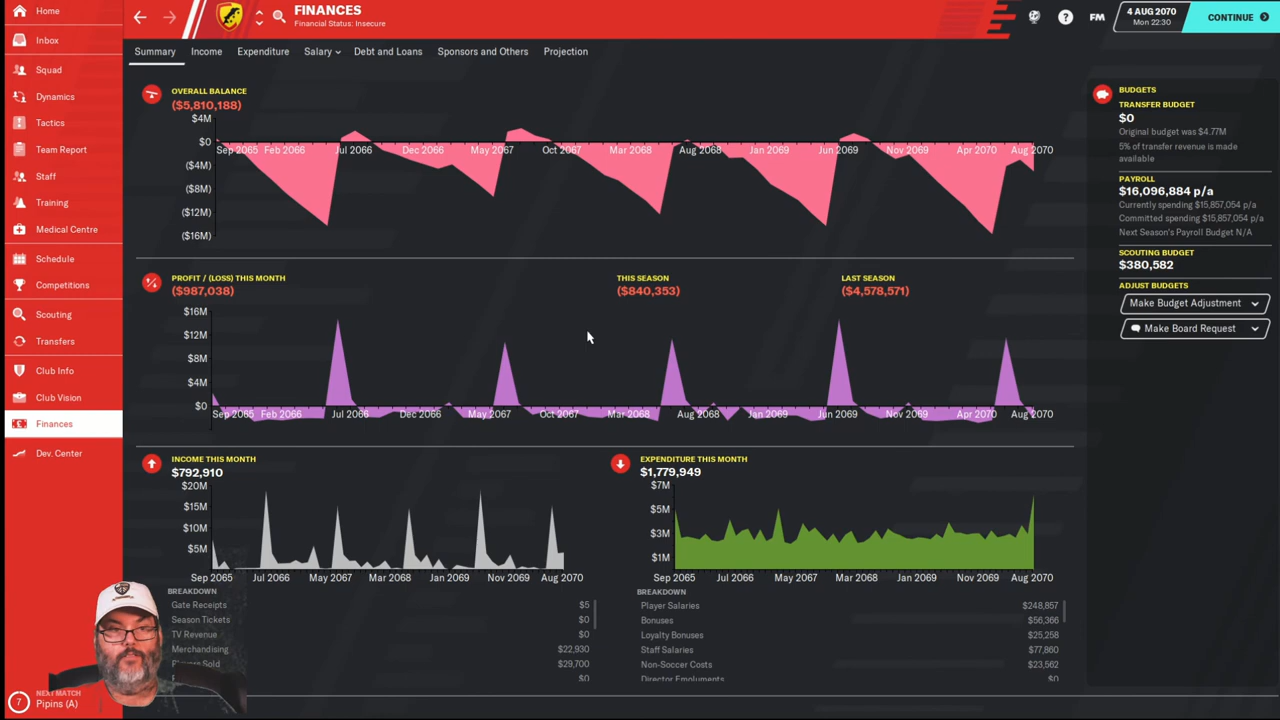 Home
Inbox
Squad
Dynamics
Tactics
Team Report
Staff
Training
Medical Centre
Schedule
Competitions
Scouting
Transfers
Club Info
Club Vision
Finances
Dev. Center
7
NEXT MATCH
Pipins (A)
FINANCES
Financial Status: Insecure
?
FM
4 AUG 2070
Mon 22:30
CONTINUE
Summary
Income
Expenditure
Salary
Debt and Loans
Sponsors and Others
Projection
OVERALL BALANCE
($5,810,188)
$4M
$0
($4M)
($8M)
($12M)
($16M)
Sep 2065 Feb 2066 Jul 2066 Dec 2066 May 2067 Oct 2067 Mar 2068 Aug 2068 Jan 2069 Jun 2069 Nov 2069 Apr 2070 Aug 2070
PROFIT / (LOSS) THIS MONTH
($987,038)
THIS SEASON
($840,353)
LAST SEASON
($4,578,571)
$16M
$12M
$8M
$4M
$0
Sep 2065 Feb 2066 Jul 2066 Dec 2066 May 2067 Oct 2067 Mar 2068 Aug 2068 Jan 2069 Jun 2069 Nov 2069 Apr 2070 Aug 2070
INCOME THIS MONTH
$792,910
$20M
$15M
$10M
$5M
Sep 2065 Jul 2066 May 2067 Mar 2068 Jan 2069 Nov 2069 Aug 2070
BREAKDOWN
Gate Receipts $5
Season Tickets $0
TV Revenue $0
Merchandising $22,930
Players Sold $29,700
$0
EXPENDITURE THIS MONTH
$1,779,949
$7M
$5M
$3M
$1M
Sep 2065 Jul 2066 May 2067 Mar 2068 Jan 2069 Nov 2069 Aug 2070
BREAKDOWN
Player Salaries $248,857
Bonuses $56,366
Loyalty Bonuses $25,258
Staff Salaries $77,860
Non-Soccer Costs $23,562
Director Emoluments $0
BUDGETS
TRANSFER BUDGET
$0
Original budget was $4.77M
5% of transfer revenue is made
available
PAYROLL
$16,096,884 p/a
Currently spending $15,857,054 p/a
Committed spending $15,857,054 p/a
Next Season's Payroll Budget N/A
SCOUTING BUDGET
$380,582
ADJUST BUDGETS
Make Budget Adjustment
Make Board Request